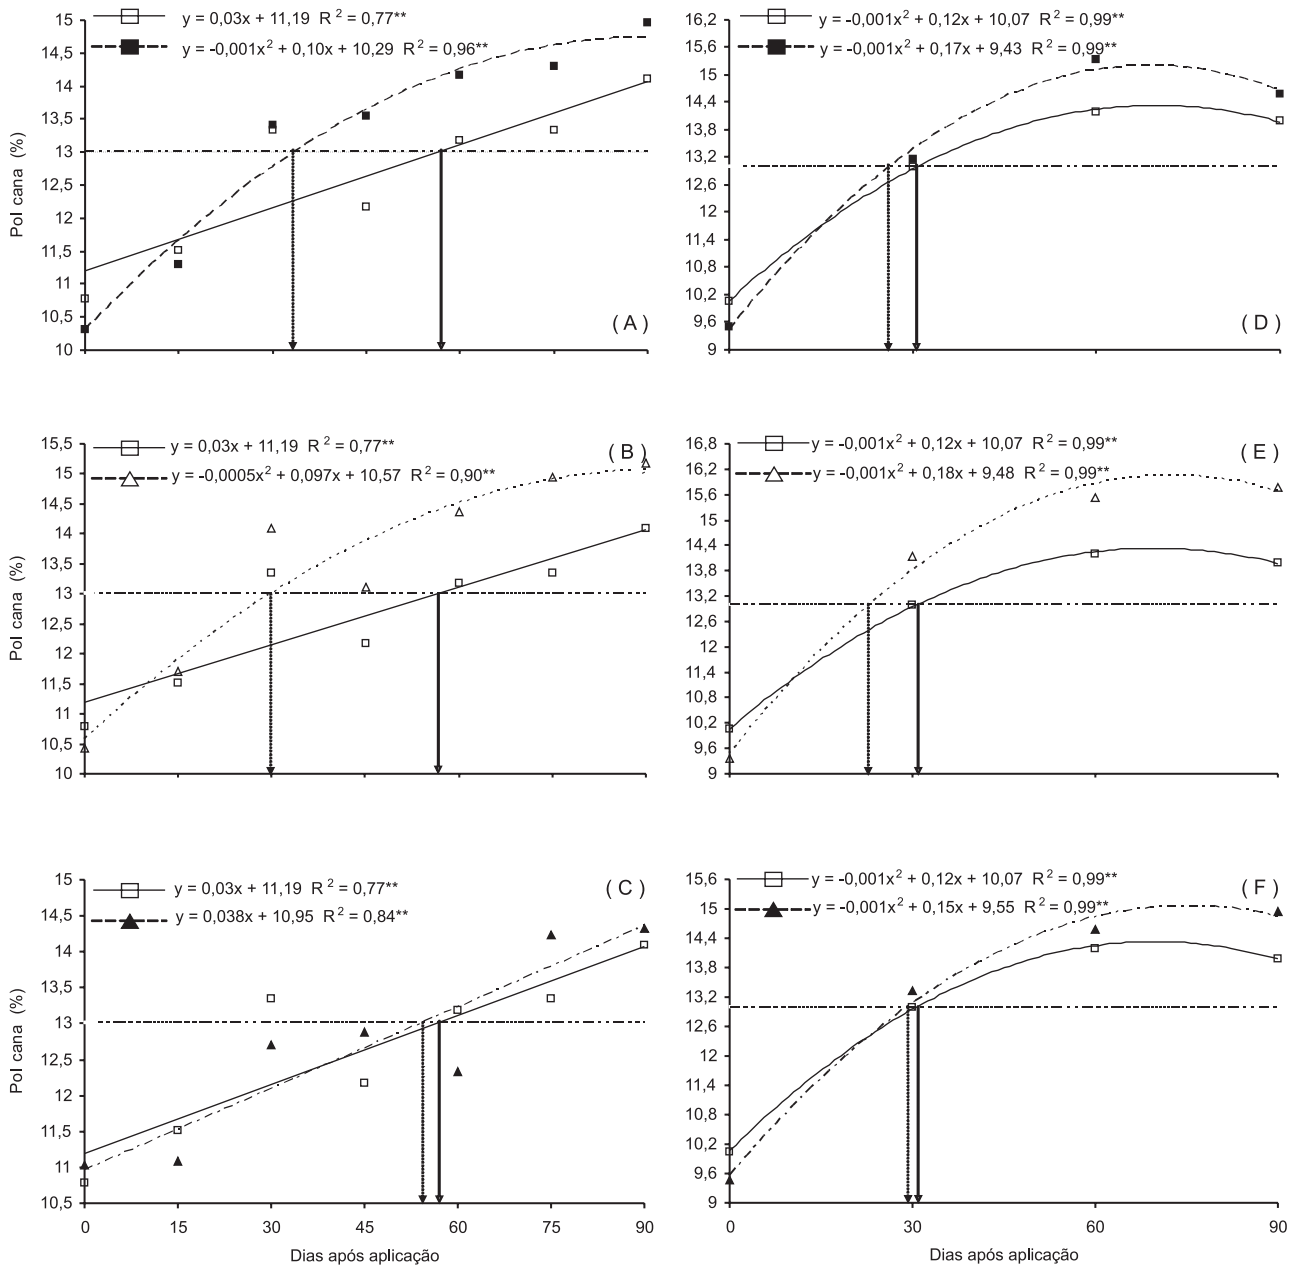 y = 0,03x + 11,19 R² = 0,77**
y = -0,001x² + 0,10x + 10,29 R² = 0,96**
Pol cana (%)
15
14,5
14
13,5
13
12,5
12
11,5
11
10,5
10
( A )
y = -0,001x² + 0,12x + 10,07 R² = 0,99**
y = -0,001x² + 0,17x + 9,43 R² = 0,99**
16,2
15,6
15
14,4
13,8
13,2
12,6
12
11,4
10,8
10,2
9,6
9
( D )
y = 0,03x + 11,19 R² = 0,77**
y = -0,0005x² + 0,097x + 10,57 R² = 0,90**
( B )
Pol cana (%)
15,5
15
14,5
14
13,5
13
12,5
12
11,5
11
10,5
10
y = -0,001x² + 0,12x + 10,07 R² = 0,99**
y = -0,001x² + 0,18x + 9,48 R² = 0,99**
( E )
16,8
16,2
15,6
15
14,4
13,8
13,2
12,6
12
11,4
10,8
10,2
9,6
9
y = 0,03x + 11,19 R² = 0,77**
y = 0,038x + 10,95 R² = 0,84**
( C )
Pol cana (%)
15
14,5
14
13,5
13
12,5
12
11,5
11
10,5
0 15 30 45 60 75 90
Dias após aplicação
y = -0,001x² + 0,12x + 10,07 R² = 0,99**
y = -0,001x² + 0,15x + 9,55 R² = 0,99**
( F )
15,6
15
14,4
13,8
13,2
12,6
12
11,4
10,8
10,2
9,6
9
0 30 60 90
Dias após aplicação